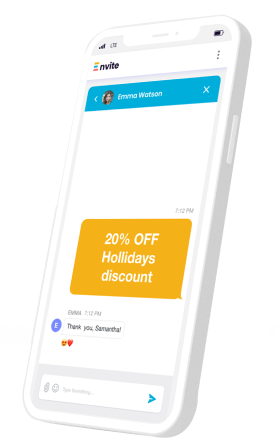 LTE
Envite
Emma Watson
7:12 PM
20% OFF
Hollidays
discount
EMMA 7:12 PM
E
Thank you, Samantha!
Type Something...